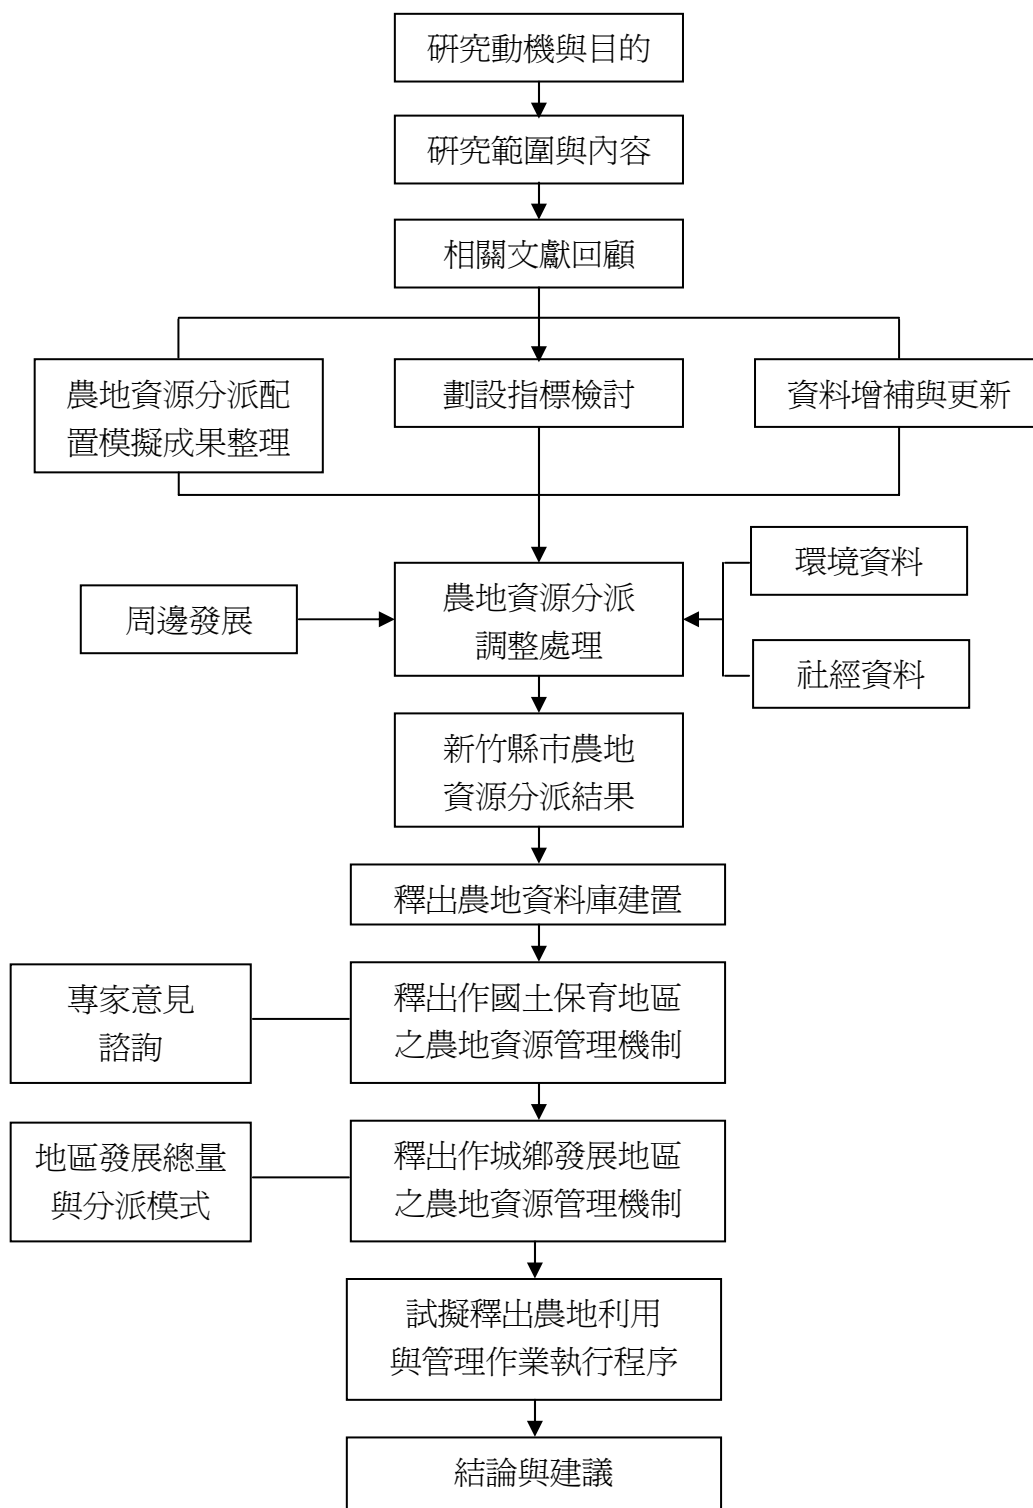 研究動機與目的
研究範圍與內容
相關文獻回顧
農地資源分派配
置模擬成果整理
劃設指標檢討
資料增補與更新
環境資料
周邊發展
農地資源分派
調整處理
社經資料
新竹縣市農地
資源分派結果
釋出農地資料庫建置
專家意見
諮詢
釋出作國土保育地區
之農地資源管理機制
地區發展總量
與分派模式
釋出作城鄉發展地區
之農地資源管理機制
試擬釋出農地利用
與管理作業執行程序
結論與建議